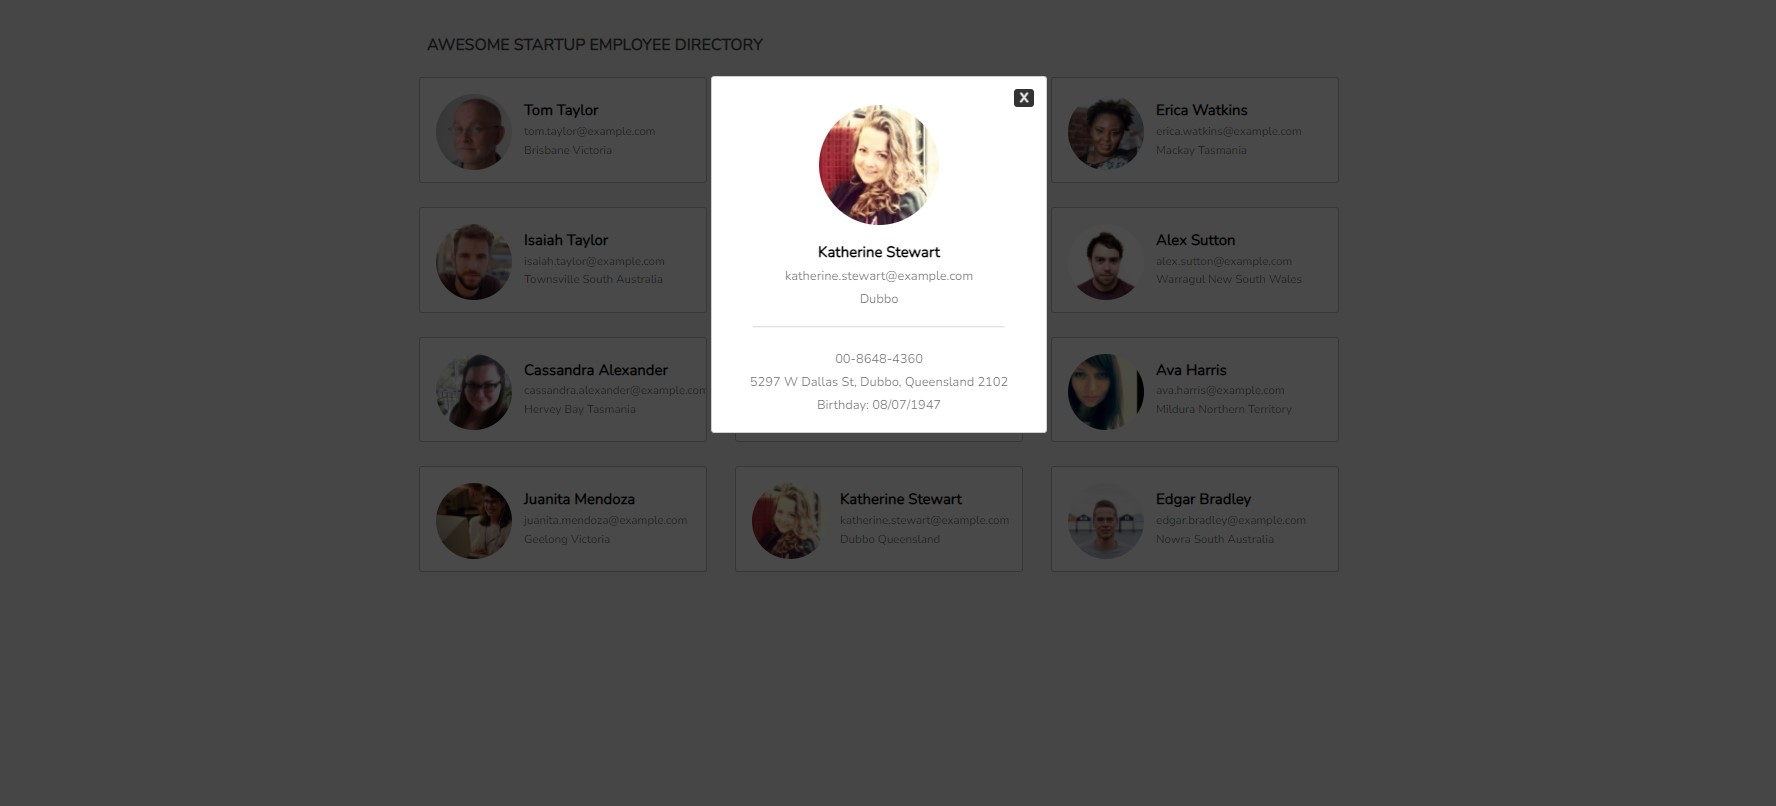 AWESOME STARTUP EMPLOYEE DIRECTORY
Tom Taylor
tom.taylor@example.com
Brisbane Victoria
Erica Watkins
erica.watkins@example.com
Mackay Tasmania
Isaiah Taylor
isaiah.taylor@example.com
Townsville South Australia
Alex Sutton
alex.sutton@example.com
Warragul New South Wales
Cassandra Alexander
cassandra.alexander@example.com
Hervey Bay Tasmania
Ava Harris
ava.harris@example.com
Mildura Northern Territory
Juanita Mendoza
juanita.mendoza@example.com
Geelong Victoria
Katherine Stewart
katherine.stewart@example.com
Dubbo Queensland
Edgar Bradley
edgar.bradley@example.com
Nowra South Australia
X
Katherine Stewart
katherine.stewart@example.com
Dubbo
00-8648-4360
5297 W Dallas St, Dubbo, Queensland 2102
Birthday: 08/07/1947